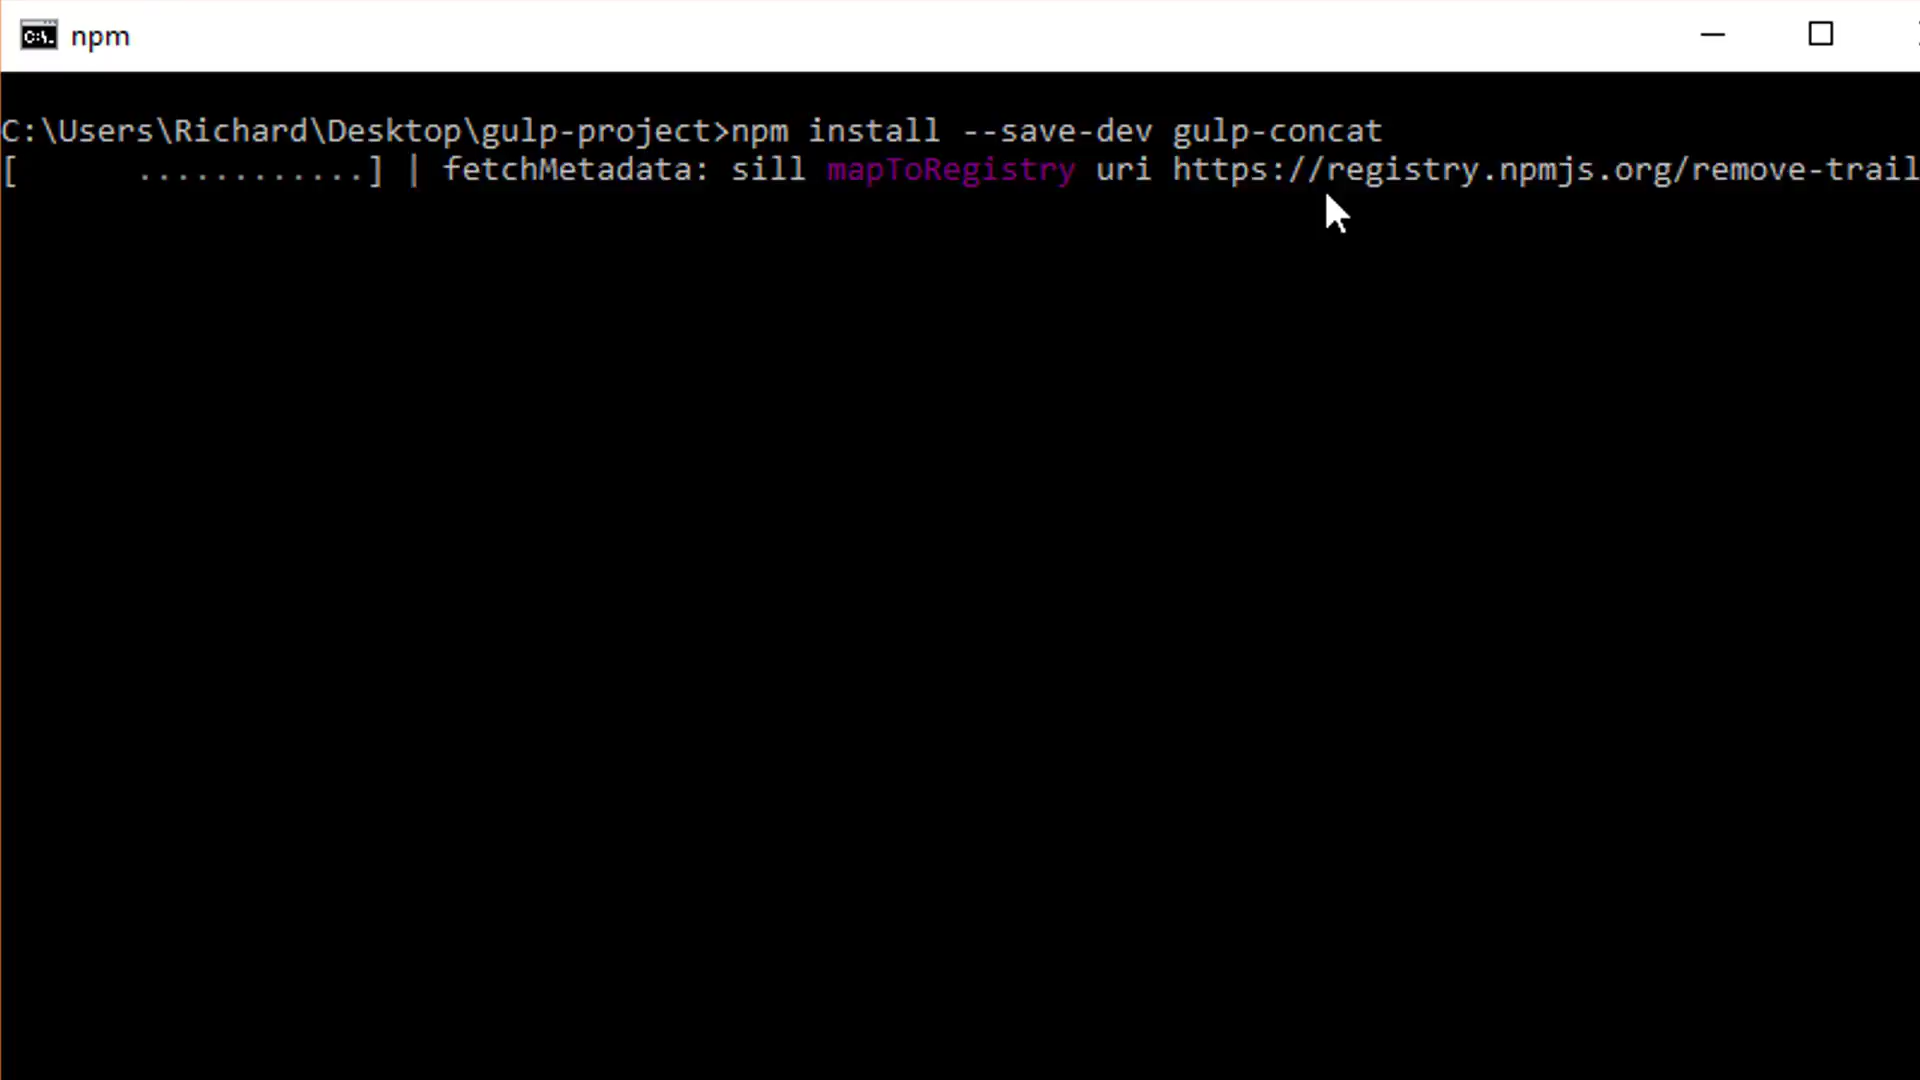 npm
C:\Users\Richard\Desktop\gulp-project>npm install --save-dev gulp-concat
[      ............] | fetchMetadata: sill mapToRegistry uri https://registry.npmjs.org/remove-trail